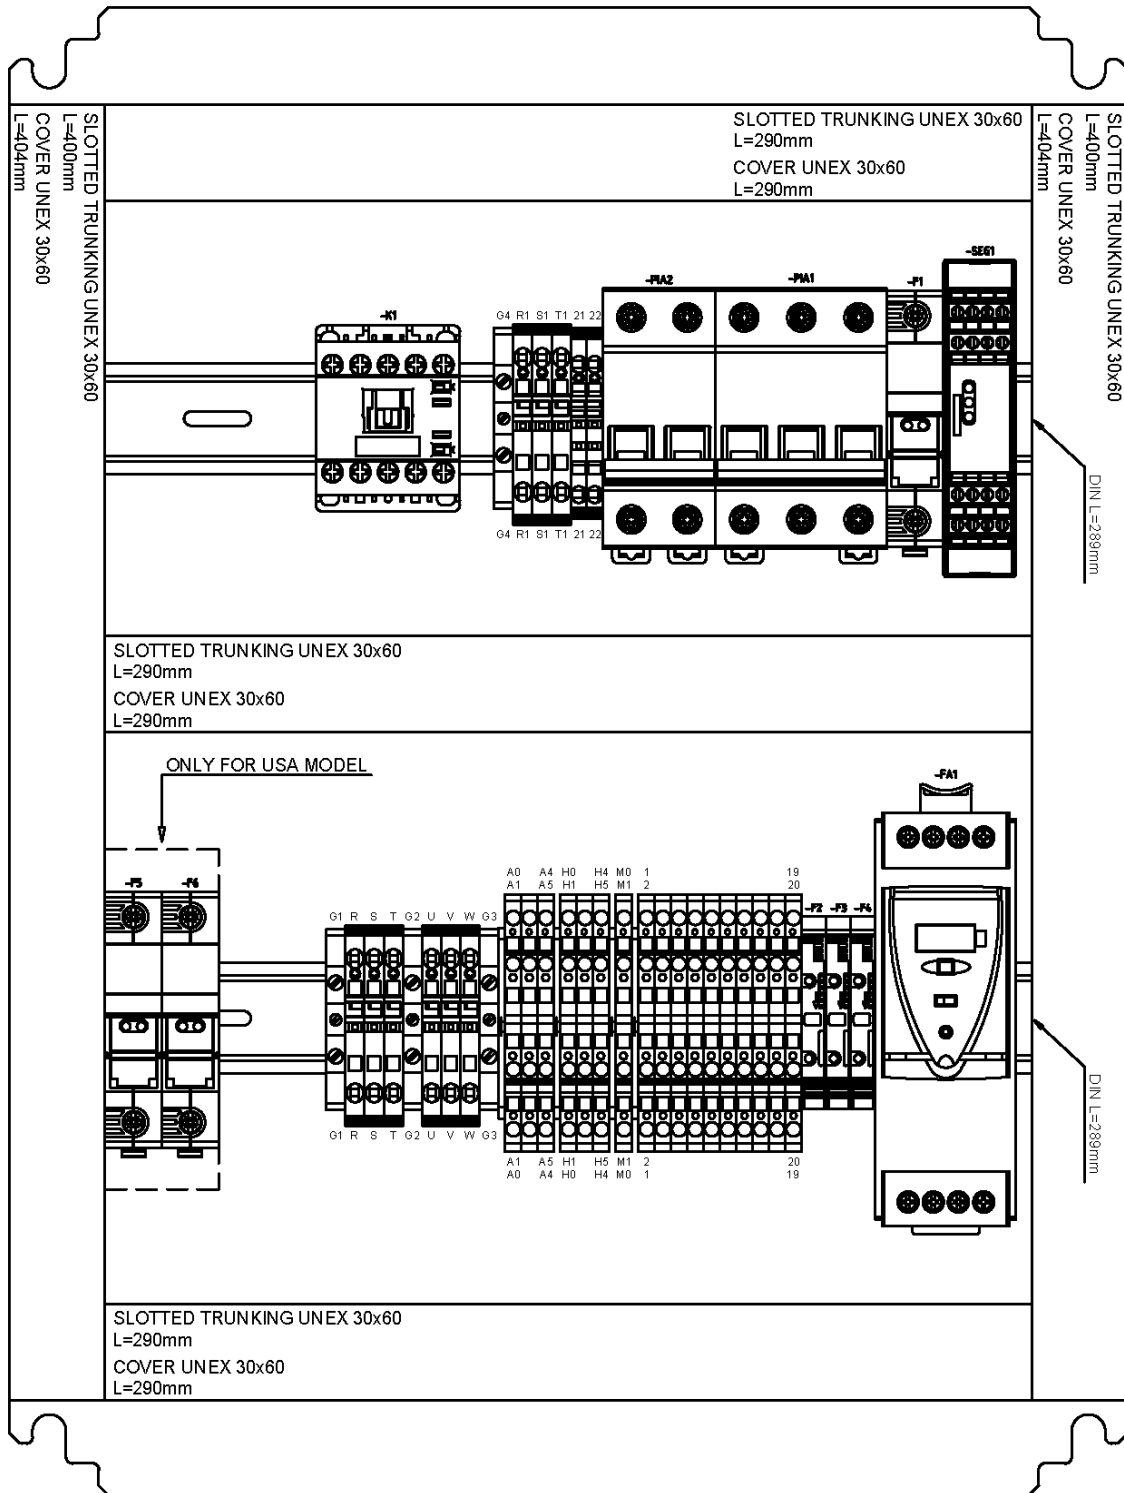 SLOTTED TRUNKING UNEX 30x60
L=400mm
COVER UNEX 30x60
L=404mm
SLOTTED TRUNKING UNEX 30x60
L=290mm
COVER UNEX 30x60
L=290mm
SLOTTED TRUNKING UNEX 30x60
L=400mm
COVER UNEX 30x60
L=404mm
-SEG1
-PIA2 -PIA1 -F1
-K1
G4 R1 S1 T1 21 22
G4 R1 S1 T1 21 22
DIN L=289mm
SLOTTED TRUNKING UNEX 30x60
L=290mm
COVER UNEX 30x60
L=290mm
ONLY FOR USA MODEL
-FA1
-F5 -F6
A0 A4 H0 H4 M0 1 19
A1 A5 H1 H5 M1 2 20
-F2 -F3 -F4
G1 R S T G2 U V W G3
G1 R S T G2 U V W G3
A1 A5 H1 H5 M1 2 20
A0 A4 H0 H4 M0 1 19
DIN L=289mm
SLOTTED TRUNKING UNEX 30x60
L=290mm
COVER UNEX 30x60
L=290mm